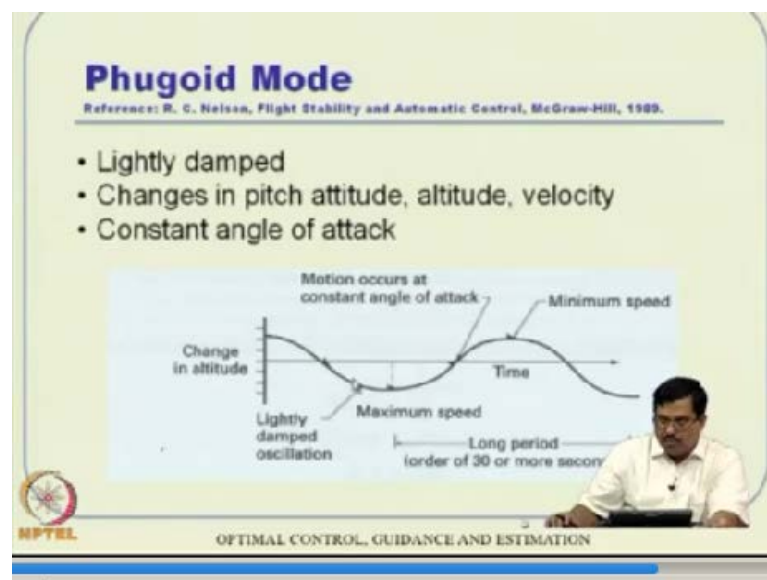 Phugoid Mode
Reference: R. C. Nelson, Flight Stability and Automatic Control, McGraw-Hill, 1989.
• Lightly damped
• Changes in pitch attitude, altitude, velocity
• Constant angle of attack
Motion occurs at
constant angle of attack
Minimum speed
Change
in altitude
Time
Lightly
damped
oscillation
Maximum speed
Long period
(order of 30 or more secon
NPTEL
OPTIMAL CONTROL, GUIDANCE AND ESTIMATION